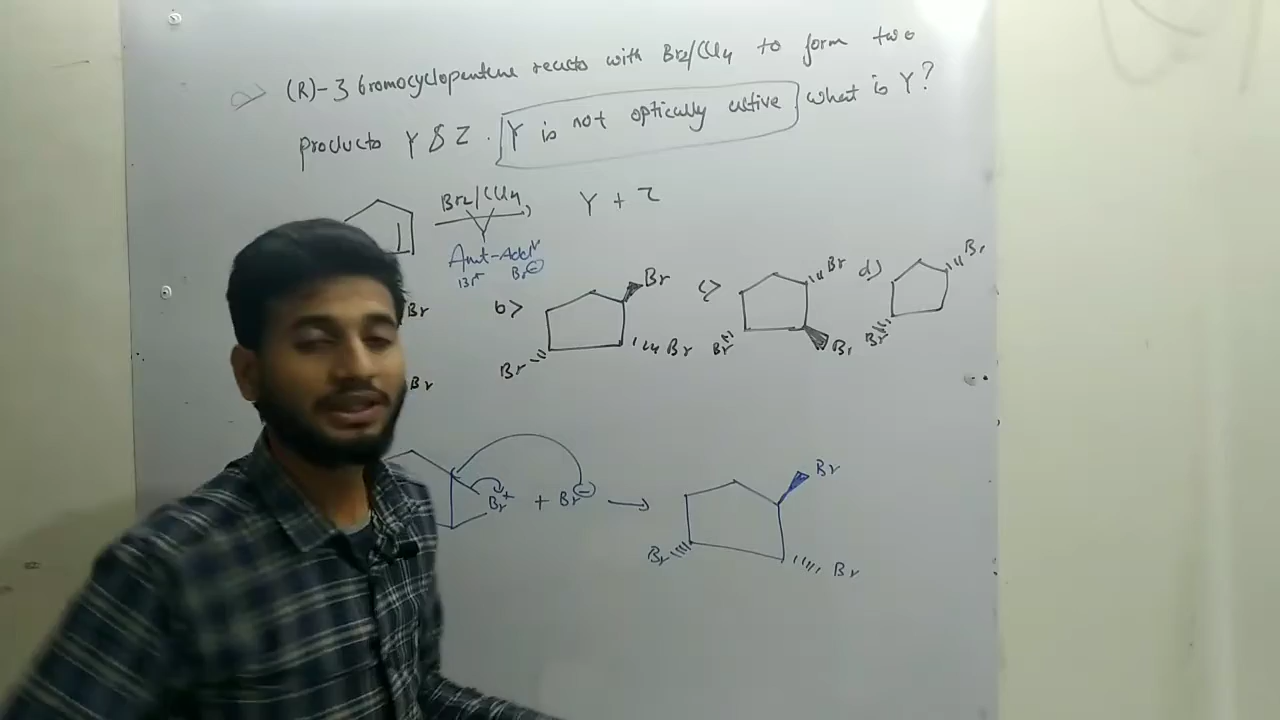 Q> (R)-3 bromocyclopentene reacts with Br2/CCl4 to form two
products Y & Z. Y is not optically active. what is Y?
Br2/CCl4
Y + Z
Anti-Addn
Br+ Br⊖
Br
b> Br Br Br
c> Br Br Br
d) Br Br
Br
Br+ + Br⊖ → Br Br Br